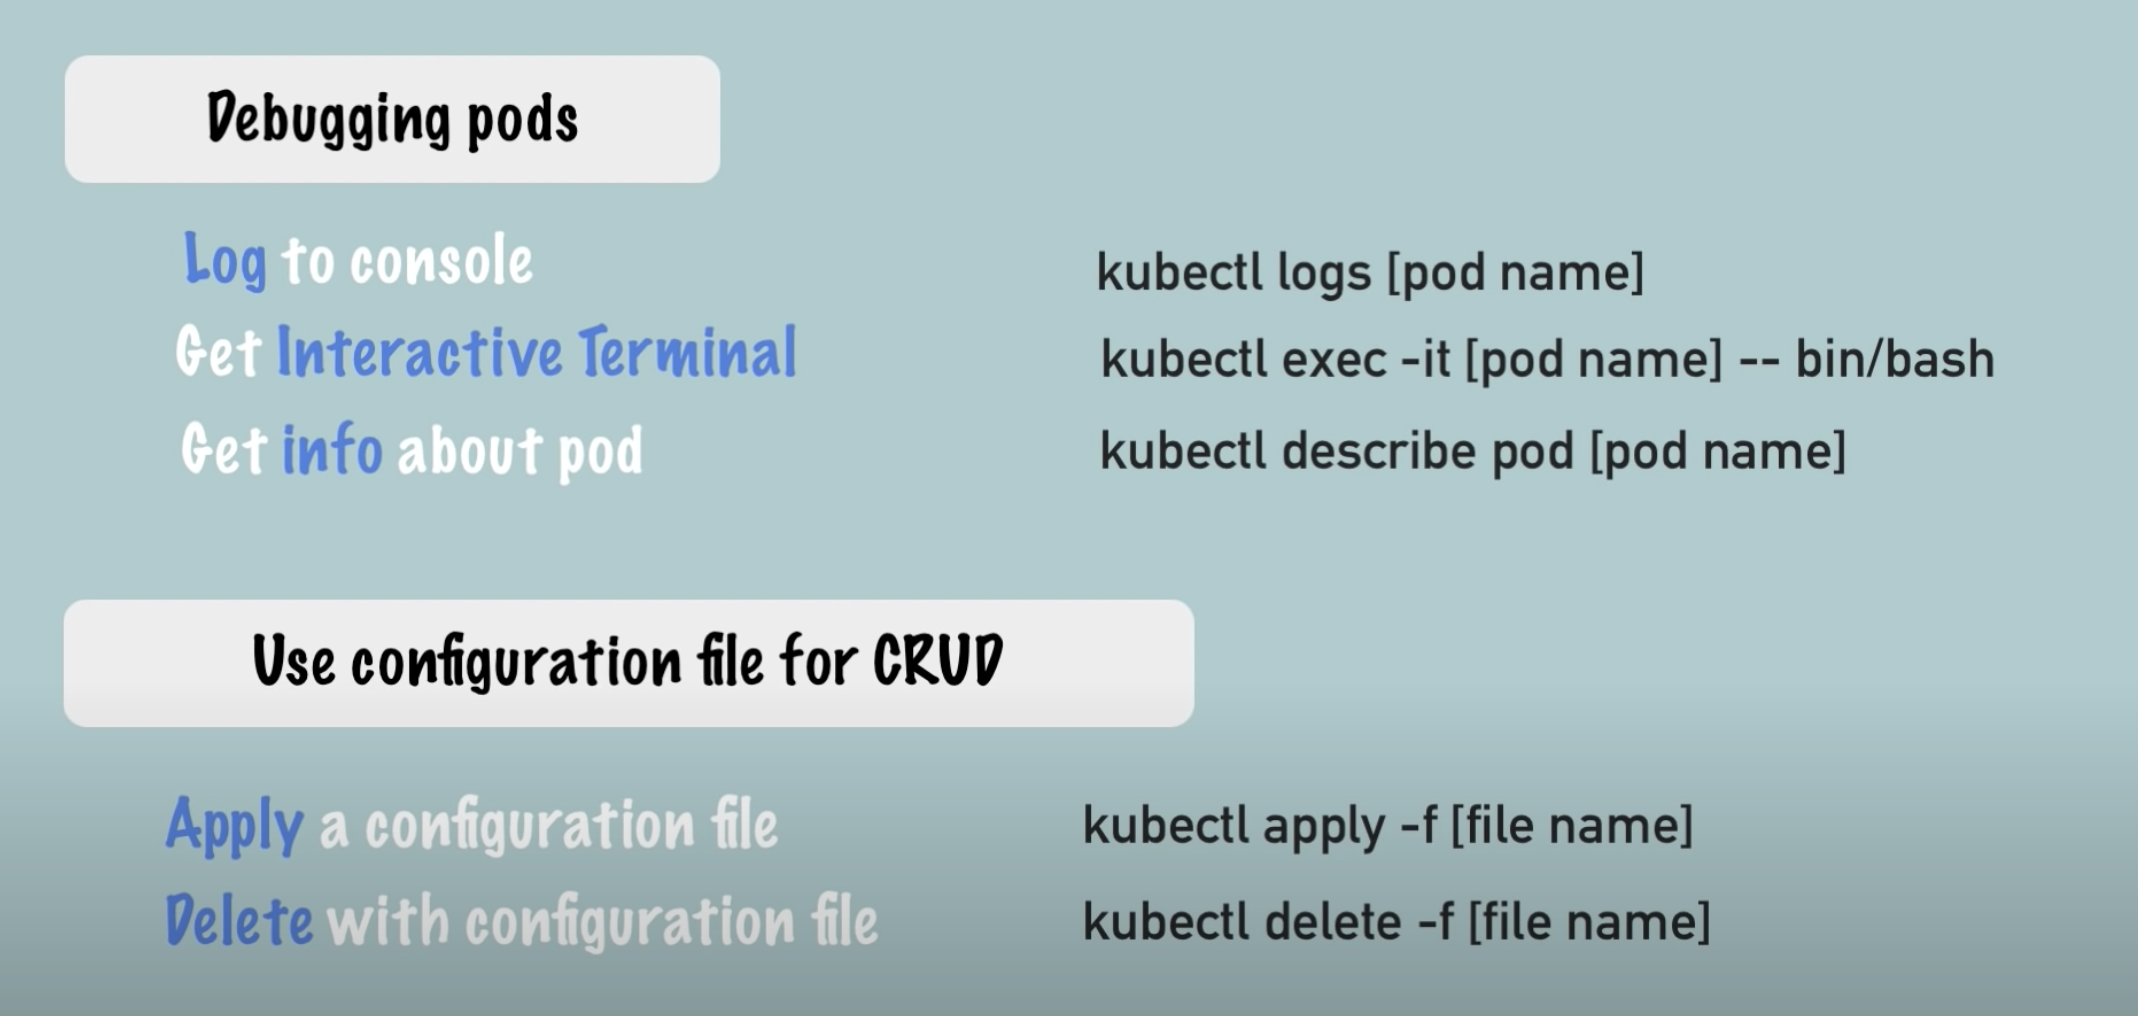 Debugging pods
Log to console
kubectl logs [pod name]
Get Interactive Terminal
kubectl exec -it [pod name] -- bin/bash
Get info about pod
kubectl describe pod [pod name]
Use configuration file for CRUD
Apply a configuration file
kubectl apply -f [file name]
Delete with configuration file
kubectl delete -f [file name]